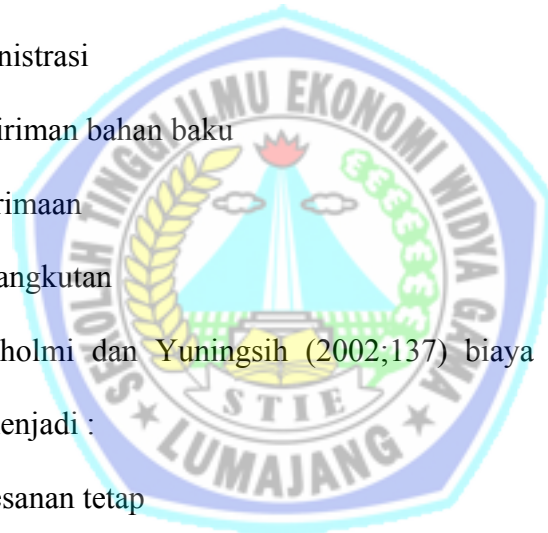 nistrasi
iriman bahan baku
rimaan
angkutan
holmi dan Yuningsih (2002;137) biaya
enjadi :
esanan tetap
SEKOLAH TINGGI ILMU EKONOMI WIDYA GAMA
STIE
LUMAJANG